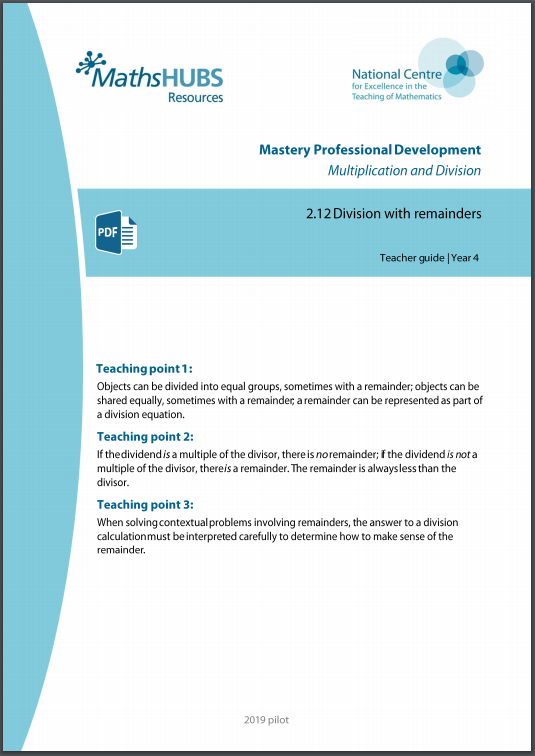 MathsHUBS
Resources
National Centre
for Excellence in the
Teaching of Mathematics
Mastery Professional Development
Multiplication and Division
2.12 Division with remainders
PDF
Teacher guide | Year 4
Teaching point 1:
Objects can be divided into equal groups, sometimes with a remainder; objects can be
shared equally, sometimes with a remainder; a remainder can be represented as part of
a division equation.
Teaching point 2:
If the dividend is a multiple of the divisor, there is no remainder; if the dividend is not a
multiple of the divisor, there is a remainder. The remainder is always less than the
divisor.
Teaching point 3:
When solving contextual problems involving remainders, the answer to a division
calculation must be interpreted carefully to determine how to make sense of the
remainder.
2019 pilot